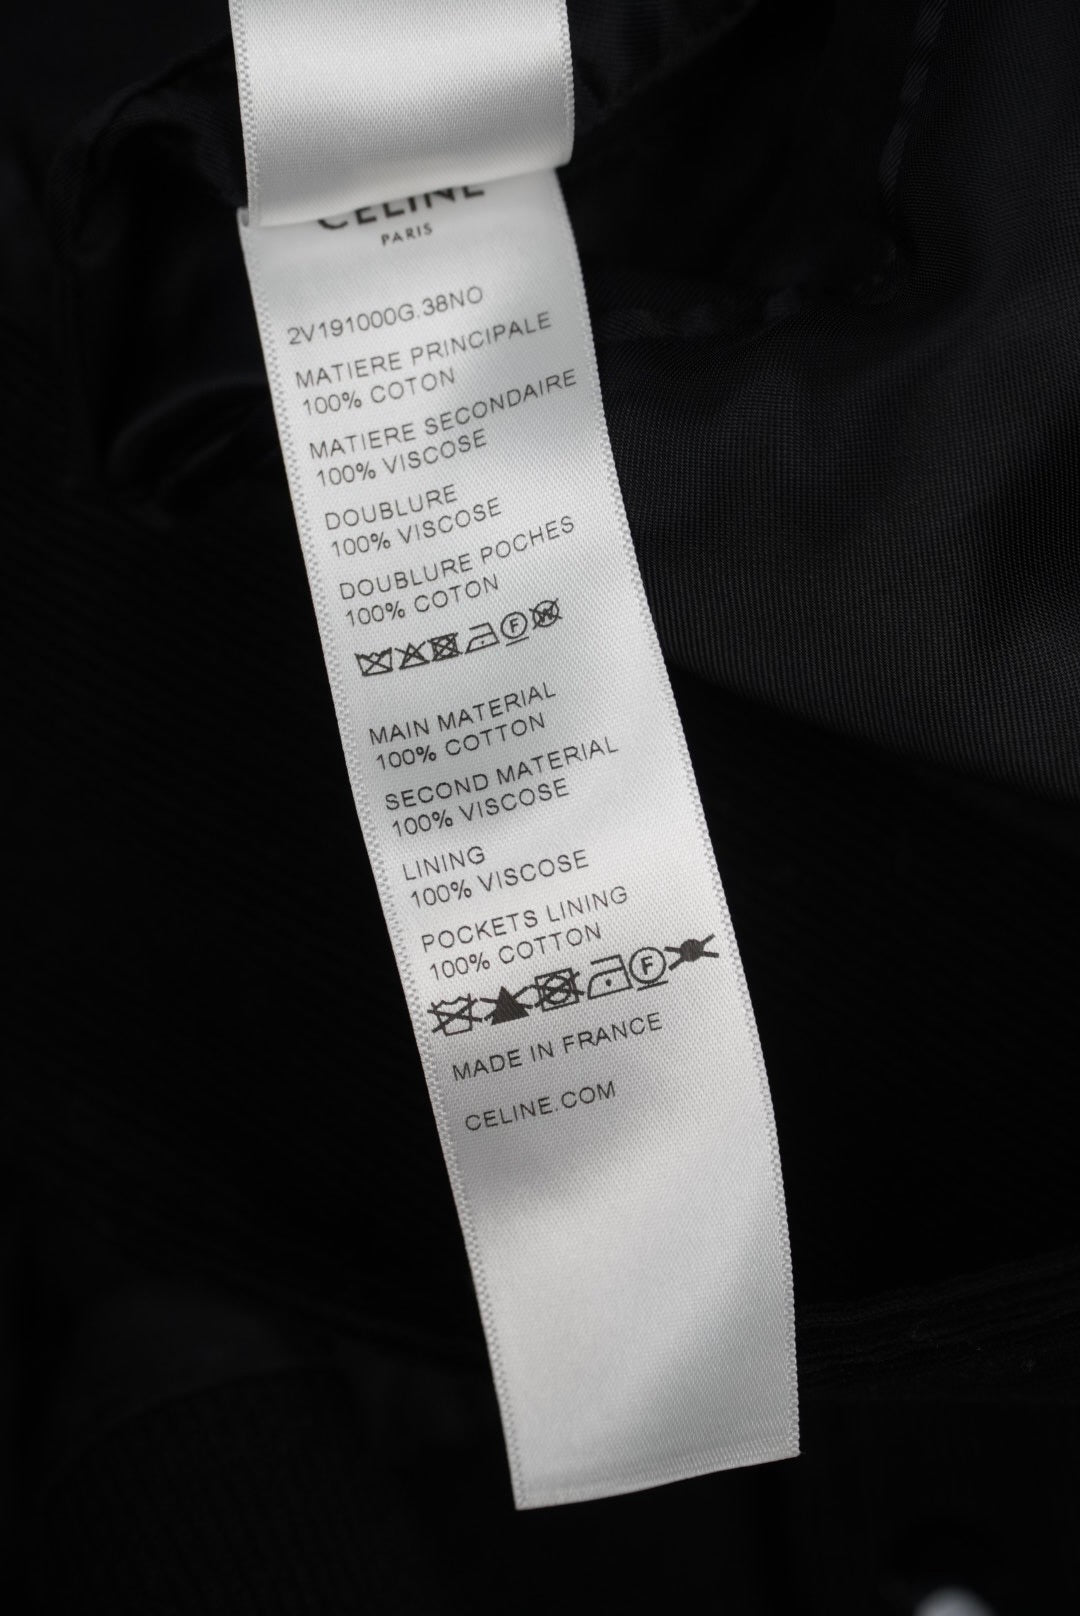 CELINE
PARIS
2V191000G.38NO
MATIERE PRINCIPALE
100% COTON
MATIERE SECONDAIRE
100% VISCOSE
DOUBLURE
100% VISCOSE
DOUBLURE POCHES
100% COTON
F W
MAIN MATERIAL
100% COTTON
SECOND MATERIAL
100% VISCOSE
LINING
100% VISCOSE
POCKETS LINING
100% COTTON
F
MADE IN FRANCE
CELINE.COM